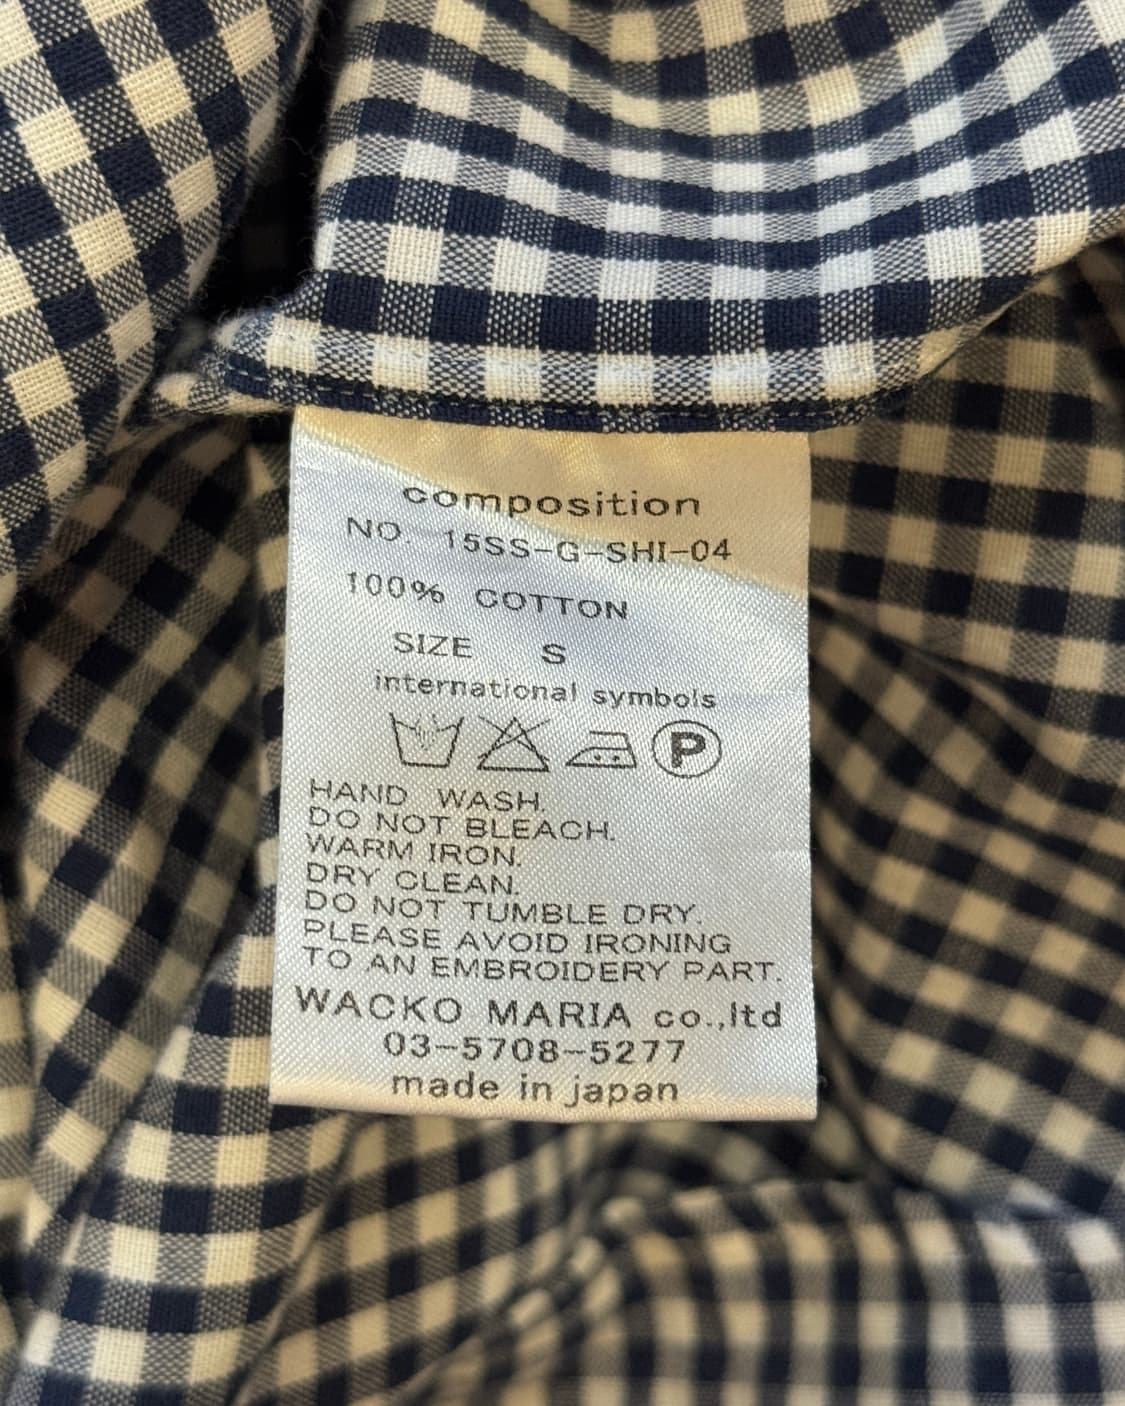 composition
NO. 15SS-G-SHI-04
100% COTTON
SIZE S
international symbols
P
HAND WASH.
DO NOT BLEACH.
WARM IRON.
DRY CLEAN.
DO NOT TUMBLE DRY.
PLEASE AVOID IRONING
TO AN EMBROIDERY PART.
WACKO MARIA co.,ltd
03-5708-5277
made in japan